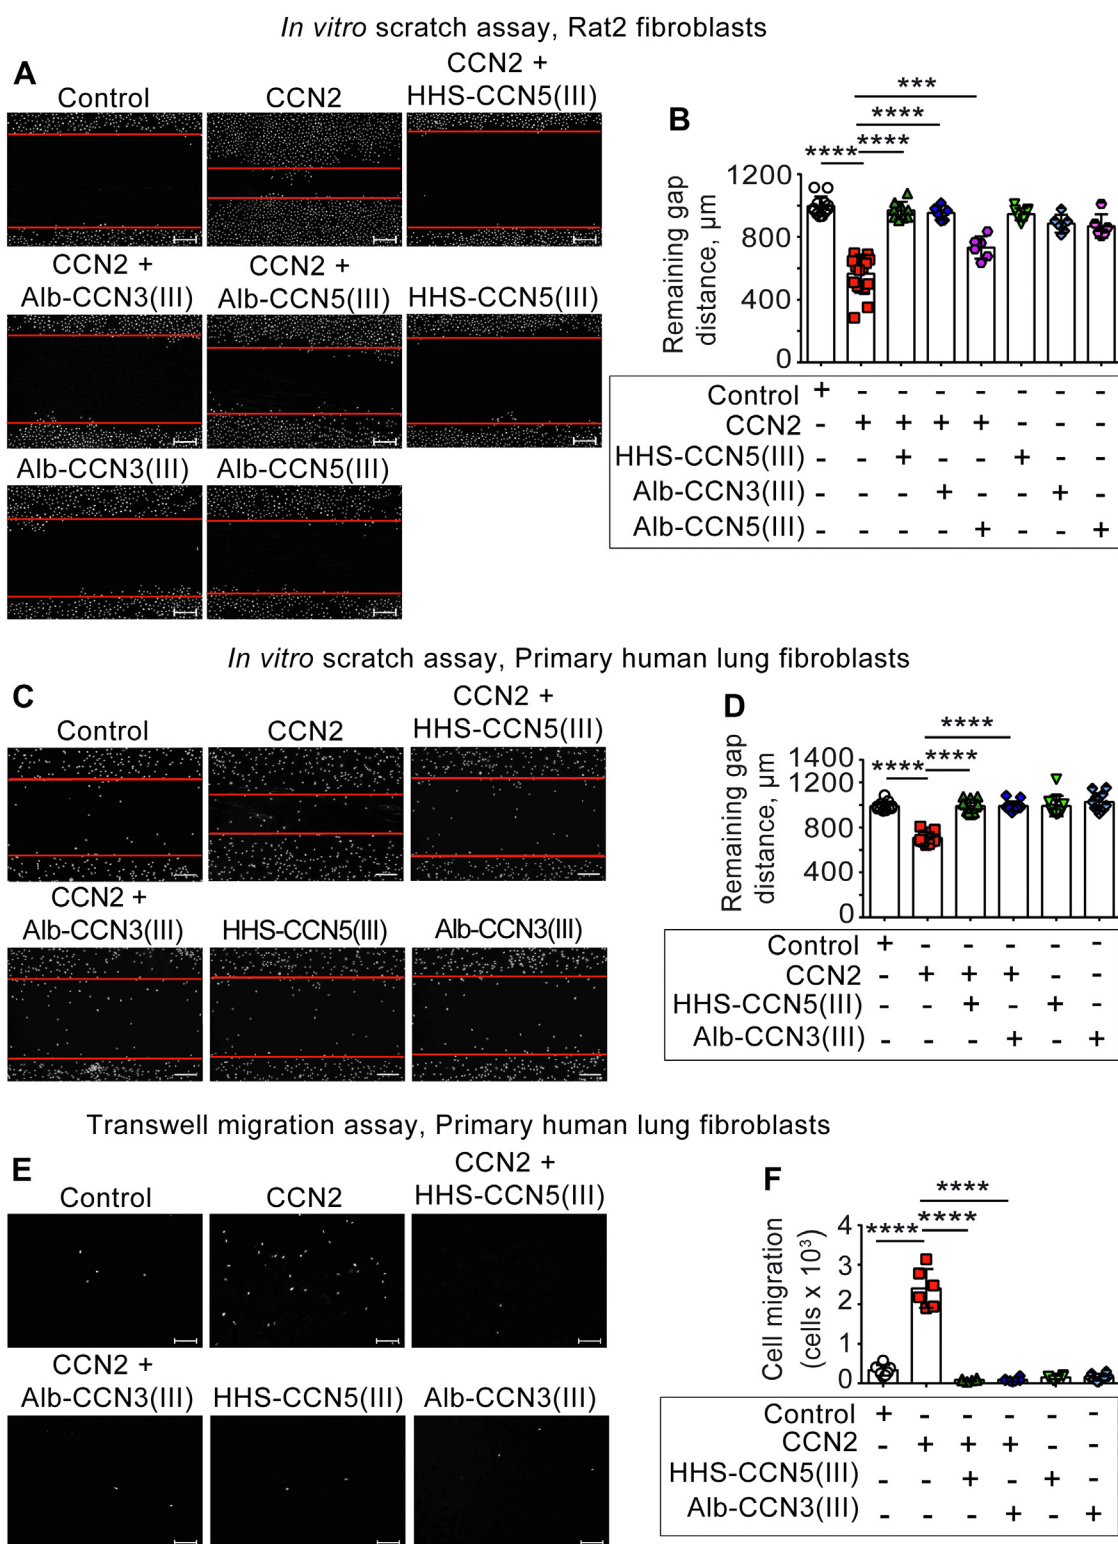 In vitro scratch assay, Rat2 fibroblasts
A
Control
CCN2
CCN2 +
HHS-CCN5(III)
CCN2 +
Alb-CCN3(III)
CCN2 +
Alb-CCN5(III)
HHS-CCN5(III)
Alb-CCN3(III)
Alb-CCN5(III)
B
***
****
**** ****
Remaining gap
distance, µm
1200
800
400
0
Control + - - - - - - -
CCN2 - + + + + - - -
HHS-CCN5(III) - - + - - + - -
Alb-CCN3(III) - - - + - - + -
Alb-CCN5(III) - - - - + - - +
In vitro scratch assay, Primary human lung fibroblasts
C
Control
CCN2
CCN2 +
HHS-CCN5(III)
CCN2 +
Alb-CCN3(III)
HHS-CCN5(III)
Alb-CCN3(III)
D
****
**** ****
Remaining gap
distance, µm
1400
1200
800
400
0
Control + - - - - -
CCN2 - + + + - -
HHS-CCN5(III) - - + - + -
Alb-CCN3(III) - - - + - +
Transwell migration assay, Primary human lung fibroblasts
E
Control
CCN2
CCN2 +
HHS-CCN5(III)
CCN2 +
Alb-CCN3(III)
HHS-CCN5(III)
Alb-CCN3(III)
F
****
**** ****
Cell migration
(cells x 10³)
4
3
2
1
0
Control + - - - - -
CCN2 - + + + - -
HHS-CCN5(III) - - + - + -
Alb-CCN3(III) - - - + - +